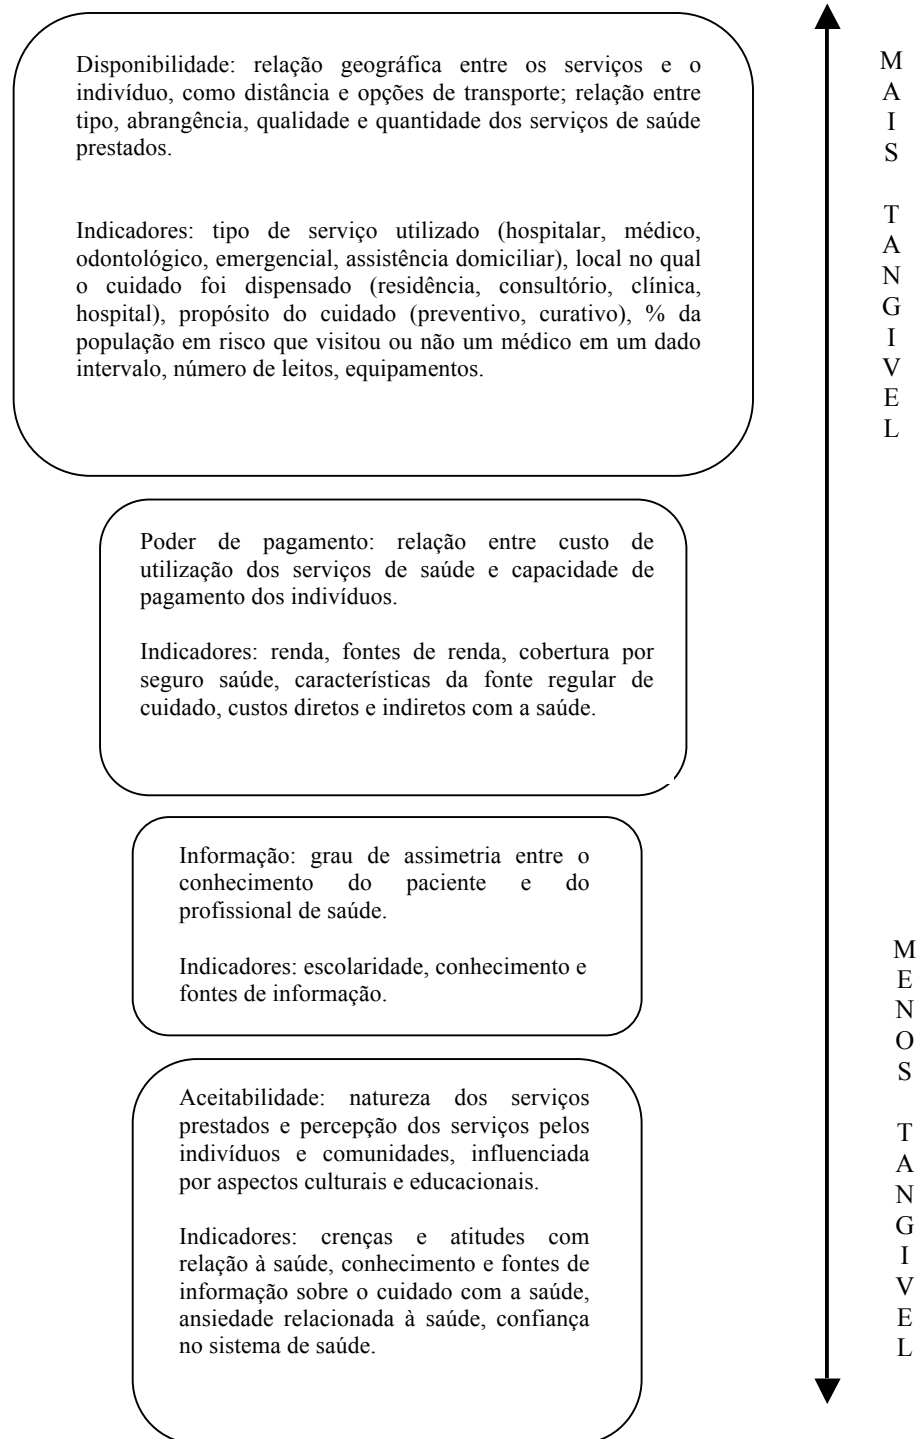 Disponibilidade: relação geográfica entre os serviços e o
indivíduo, como distância e opções de transporte; relação entre
tipo, abrangência, qualidade e quantidade dos serviços de saúde
prestados.
Indicadores: tipo de serviço utilizado (hospitalar, médico,
odontológico, emergencial, assistência domiciliar), local no qual
o cuidado foi dispensado (residência, consultório, clínica,
hospital), propósito do cuidado (preventivo, curativo), % da
população em risco que visitou ou não um médico em um dado
intervalo, número de leitos, equipamentos.
Poder de pagamento: relação entre custo de
utilização dos serviços de saúde e capacidade de
pagamento dos indivíduos.
Indicadores: renda, fontes de renda, cobertura por
seguro saúde, características da fonte regular de
cuidado, custos diretos e indiretos com a saúde.
Informação: grau de assimetria entre o
conhecimento do paciente e do
profissional de saúde.
Indicadores: escolaridade, conhecimento e
fontes de informação.
Aceitabilidade: natureza dos serviços
prestados e percepção dos serviços pelos
indivíduos e comunidades, influenciada
por aspectos culturais e educacionais.
Indicadores: crenças e atitudes com
relação à saúde, conhecimento e fontes de
informação sobre o cuidado com a saúde,
ansiedade relacionada à saúde, confiança
no sistema de saúde.
MAIS TANGIVEL
MENOS TANGIVEL